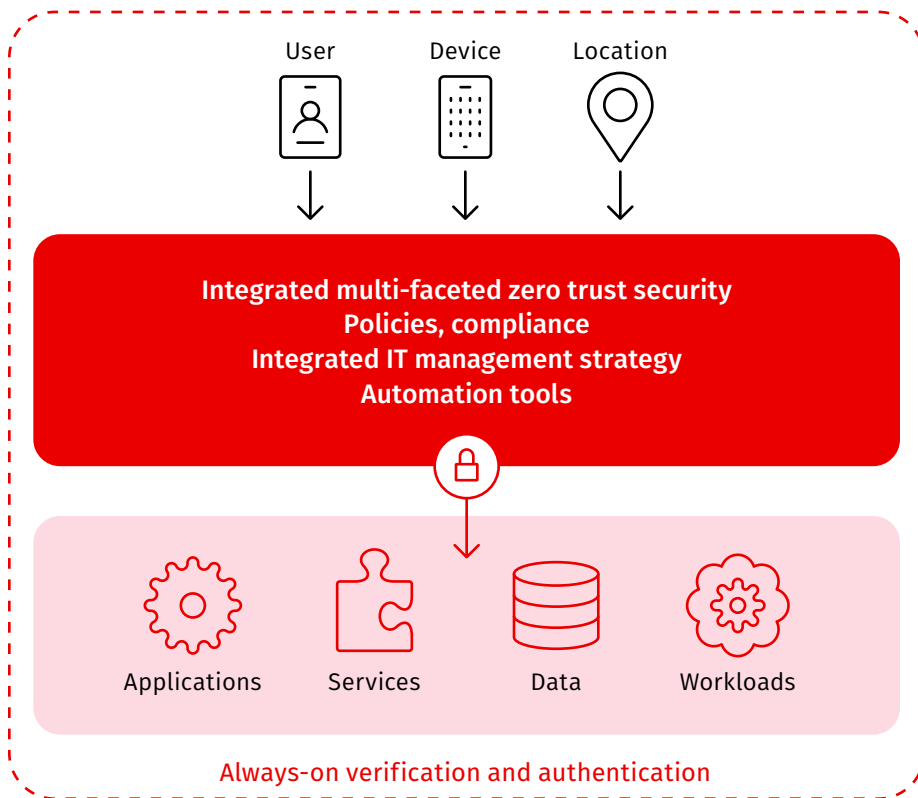 User Device Location
Integrated multi-faceted zero trust security
Policies, compliance
Integrated IT management strategy
Automation tools
Applications Services Data Workloads
Always-on verification and authentication